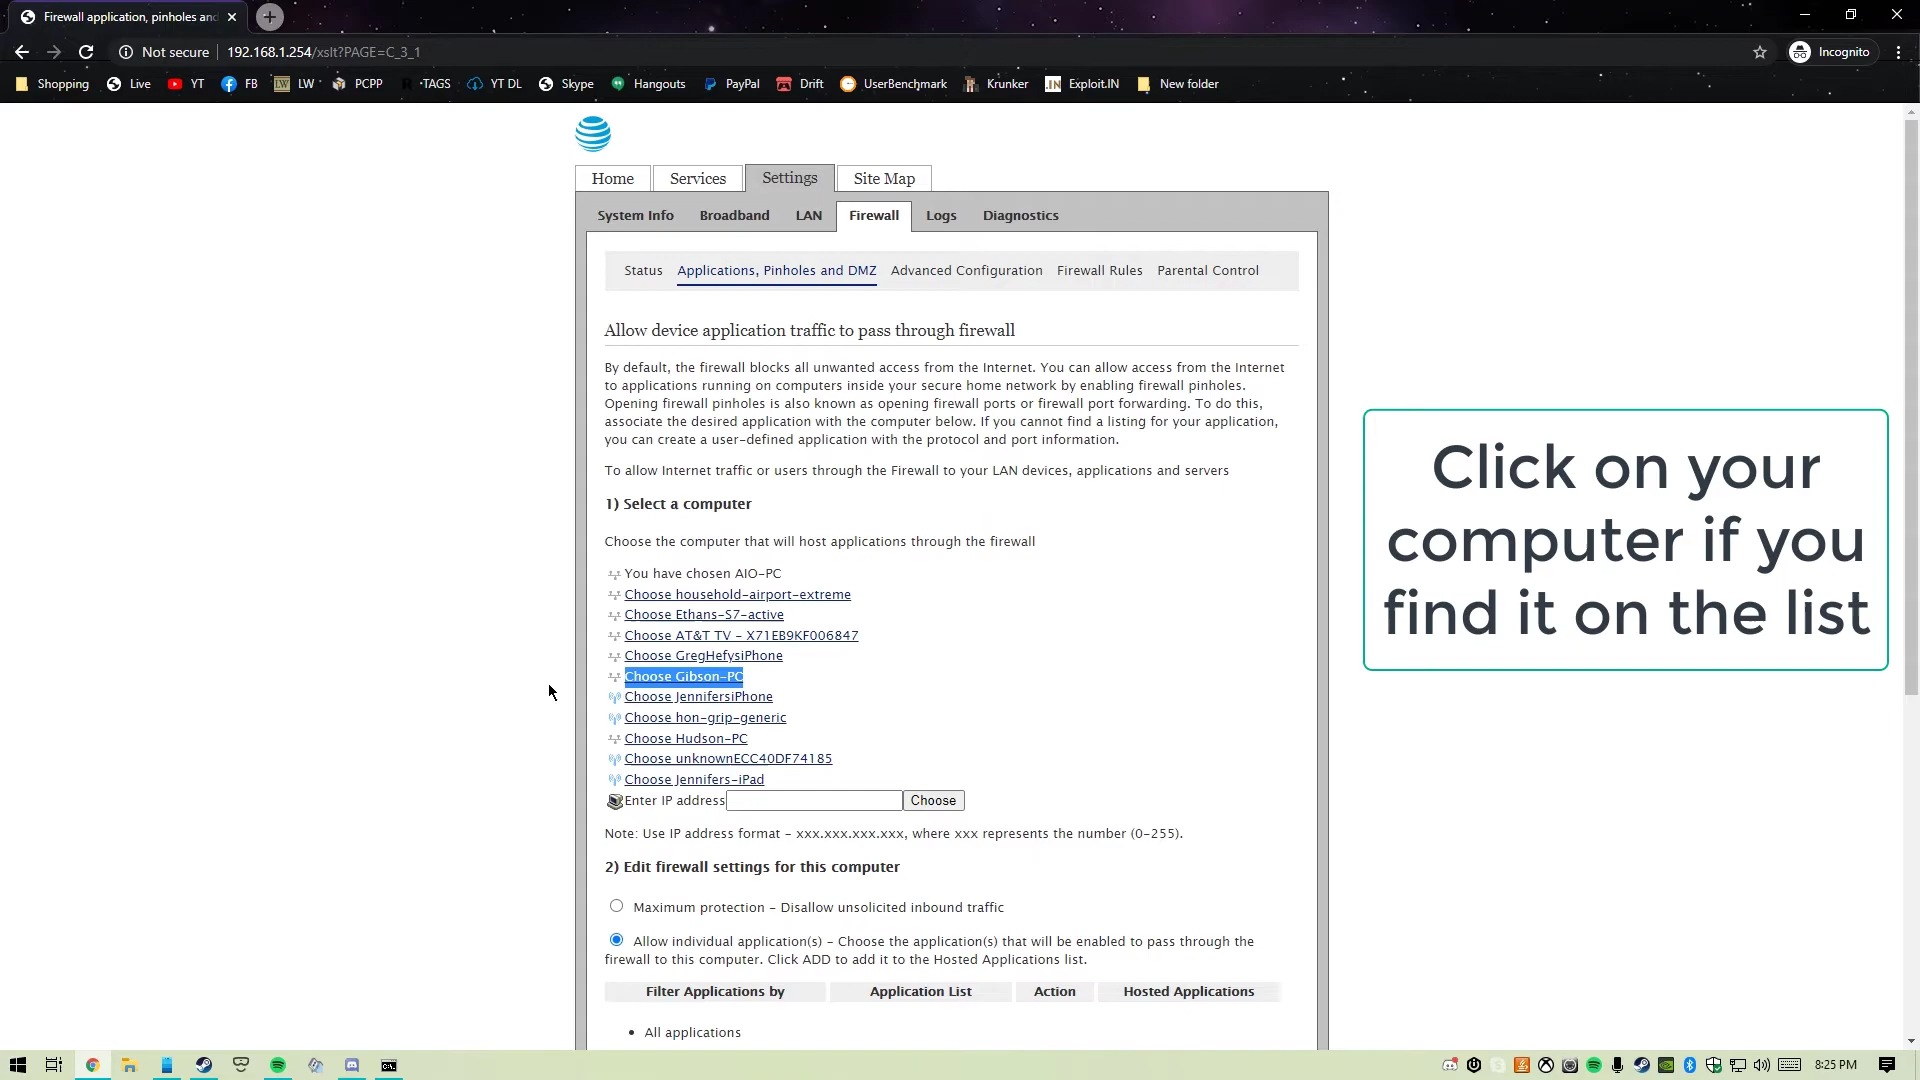 Firewall application, pinholes and
Not secure
192.168.1.254/xslt?PAGE=C_3_1
Incognito
Shopping
Live
YT
FB
LW
LW
PCPP
R
-TAGS
YT DL
Skype
Hangouts
PayPal
Drift
UserBenchmark
Krunker
.IN
Exploit.IN
New folder
Home
Services
Settings
Site Map
System Info
Broadband
LAN
Firewall
Logs
Diagnostics
Status
Applications, Pinholes and DMZ
Advanced Configuration
Firewall Rules
Parental Control
Allow device application traffic to pass through firewall
By default, the firewall blocks all unwanted access from the Internet. You can allow access from the Internet
to applications running on computers inside your secure home network by enabling firewall pinholes.
Opening firewall pinholes is also known as opening firewall ports or firewall port forwarding. To do this,
associate the desired application with the computer below. If you cannot find a listing for your application,
you can create a user-defined application with the protocol and port information.
To allow Internet traffic or users through the Firewall to your LAN devices, applications and servers
1) Select a computer
Choose the computer that will host applications through the firewall
You have chosen AIO-PC
Choose household-airport-extreme
Choose Ethans-S7-active
Choose AT&T TV - X71EB9KF006847
Choose GregHefysiPhone
Choose Gibson-PC
Choose JennifersiPhone
Choose hon-grip-generic
Choose Hudson-PC
Choose unknownECC40DF74185
Choose Jennifers-iPad
Enter IP address
Choose
Note: Use IP address format - xxx.xxx.xxx.xxx, where xxx represents the number (0-255).
2) Edit firewall settings for this computer
Maximum protection - Disallow unsolicited inbound traffic
Allow individual application(s) - Choose the application(s) that will be enabled to pass through the
firewall to this computer. Click ADD to add it to the Hosted Applications list.
Filter Applications by
Application List
Action
Hosted Applications
• All applications
Click on your
computer if you
find it on the list
8:25 PM